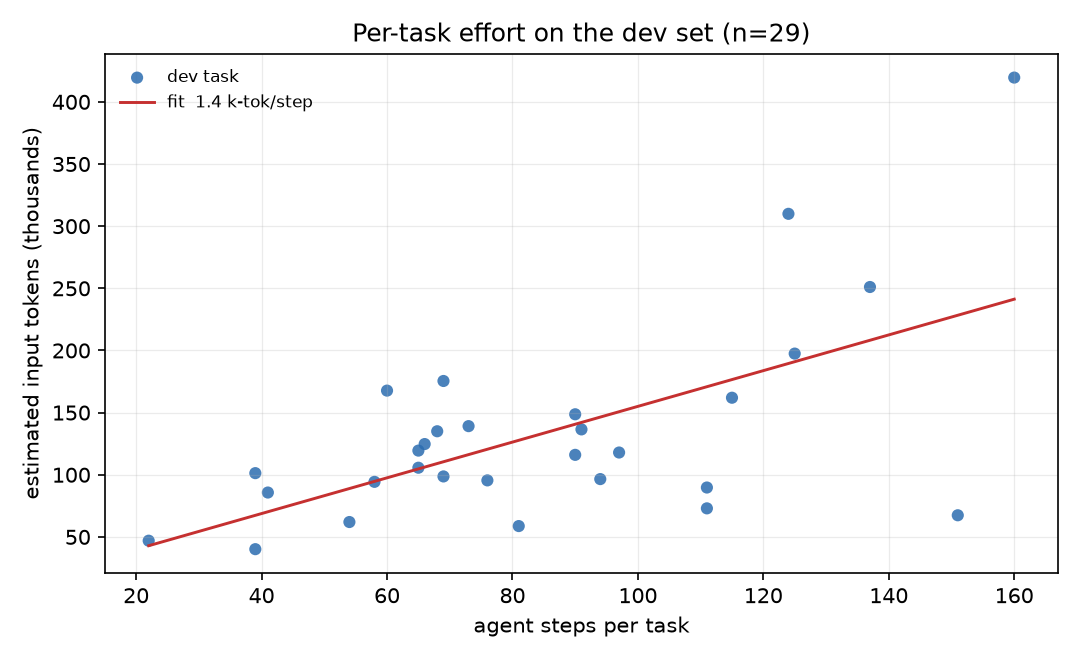 Per-task effort on the dev set (n=29)
dev task
fit 1.4 k-tok/step
estimated input tokens (thousands)
400
350
300
250
200
150
100
50
20 40 60 80 100 120 140 160
agent steps per task